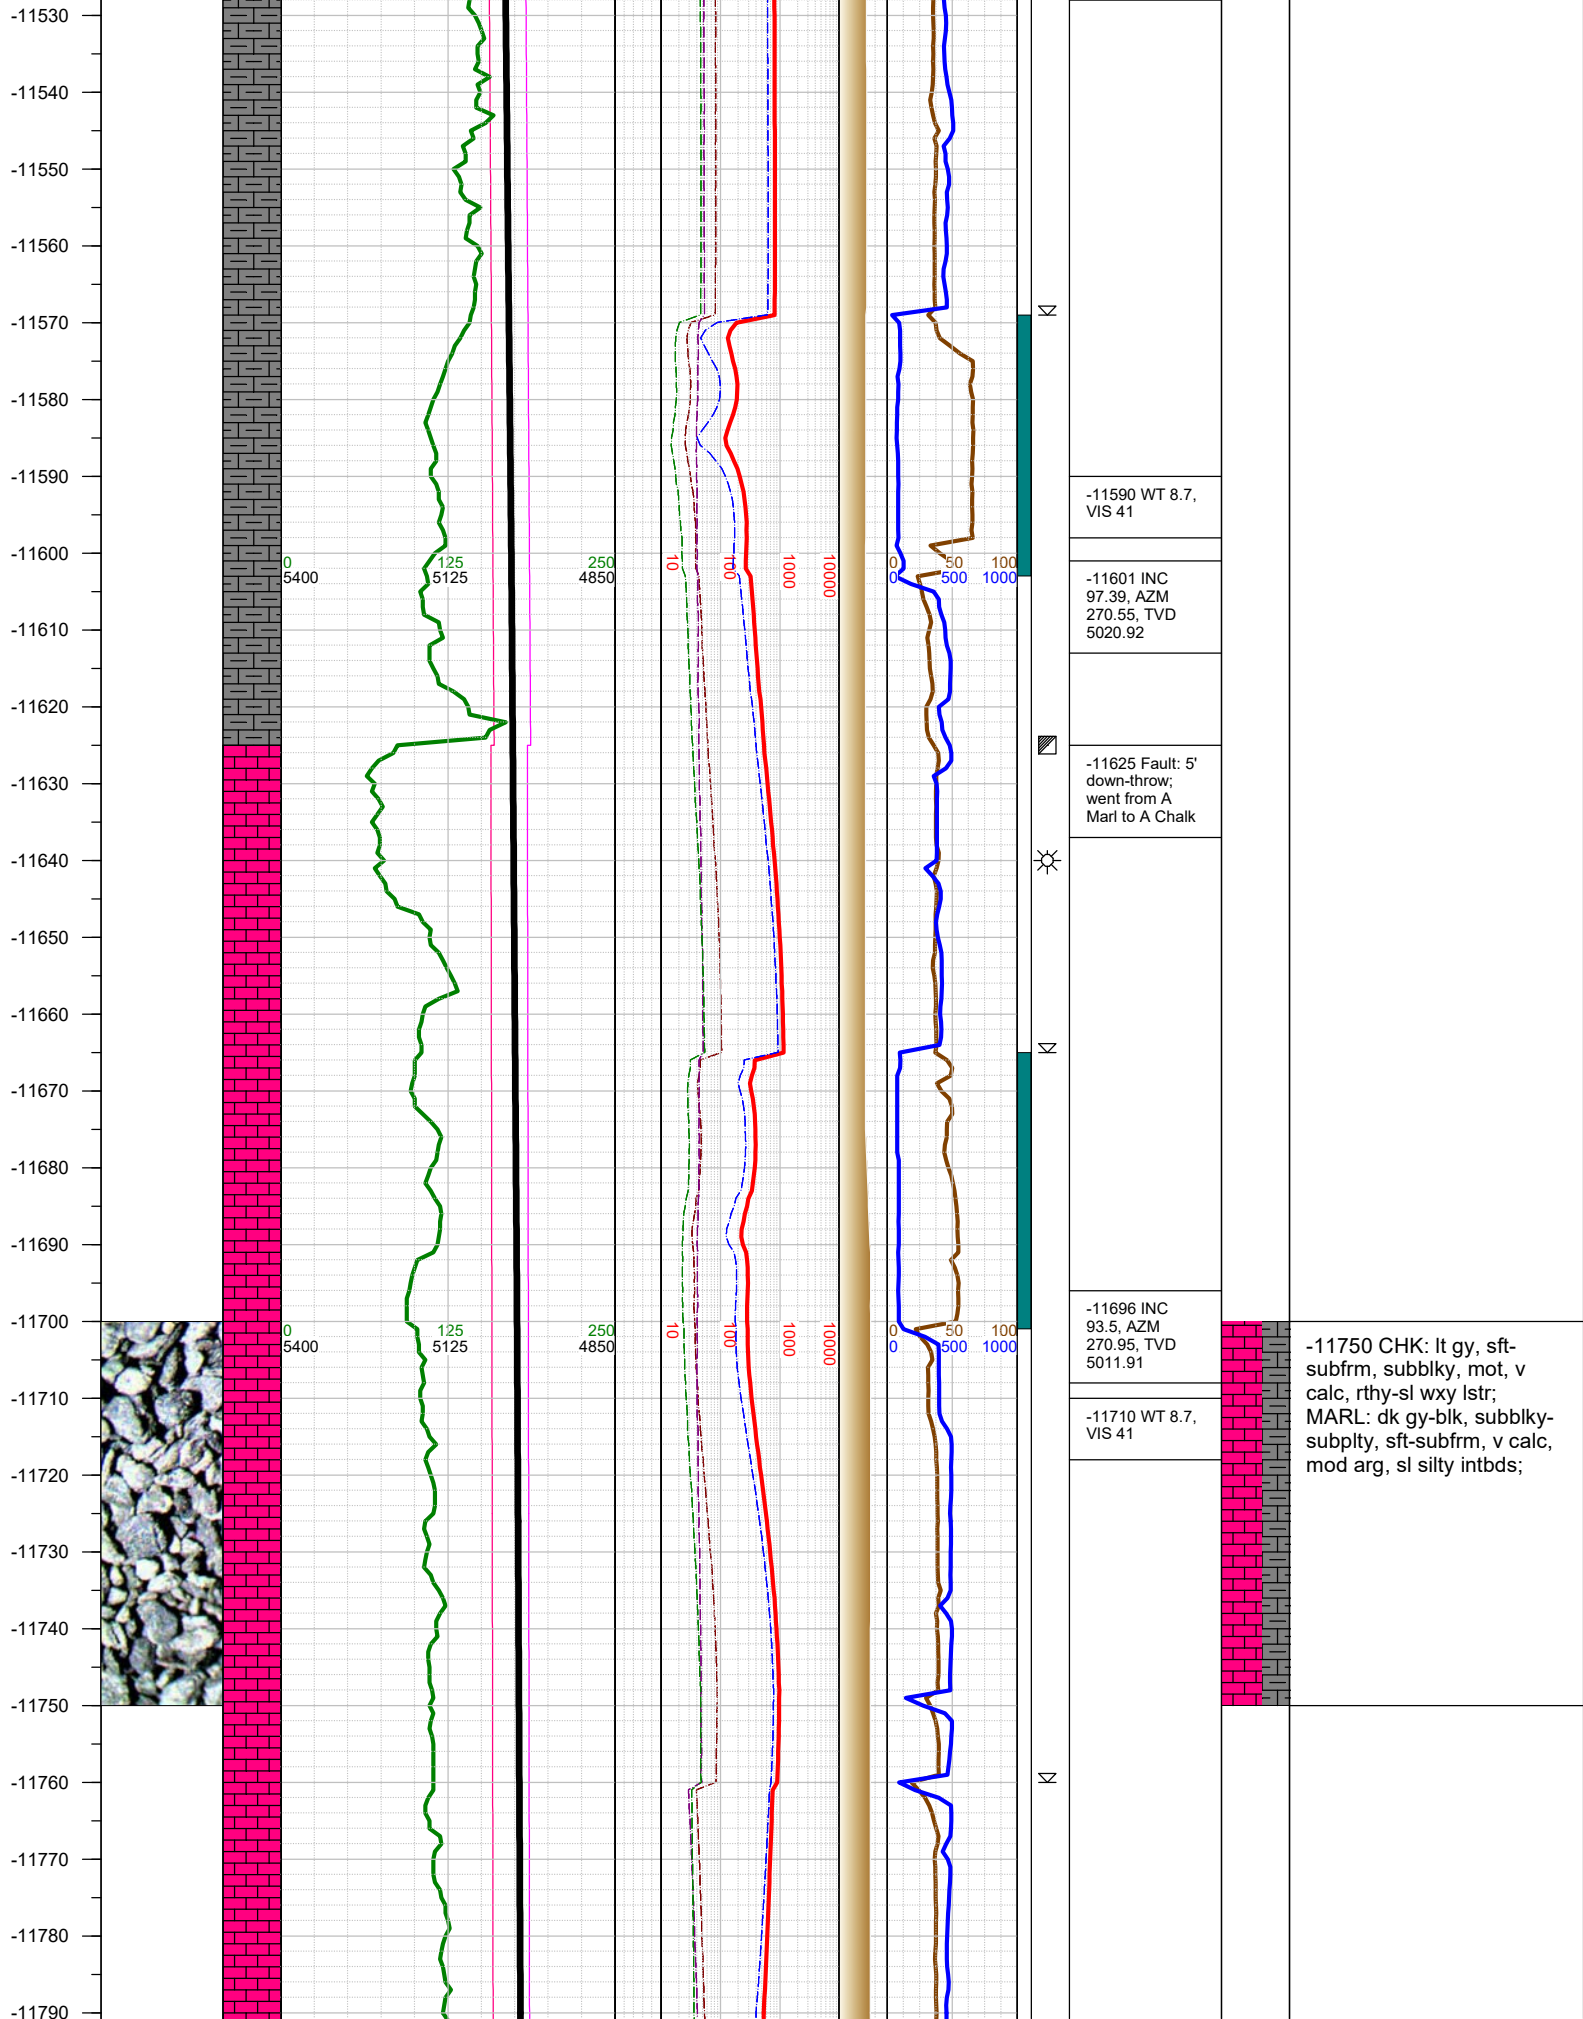 -11530
-11540
-11550
-11560
-11570
-11580
-11590
-11590 WT 8.7,
VIS 41
-11600
0 125 250
5400 5125 4850
10 100 1000 10000
0 50 100
0 500 1000
-11601 INC
97.39, AZM
270.55, TVD
5020.92
-11610
-11620
-11625 Fault: 5'
down-throw;
went from A
Marl to A Chalk
-11630
-11640
-11650
-11660
-11670
-11680
-11690
-11696 INC
93.5, AZM
270.95, TVD
5011.91
-11700
0 125 250
5400 5125 4850
10 100 1000 10000
0 50 100
0 500 1000
-11750 CHK: lt gy, sft-
subfrm, subblky, mot, v
calc, rthy-sl wxy lstr;
MARL: dk gy-blk, subblky-
subplty, sft-subfrm, v calc,
mod arg, sl silty intbds;
-11710
-11710 WT 8.7,
VIS 41
-11720
-11730
-11740
-11750
-11760
-11770
-11780
-11790